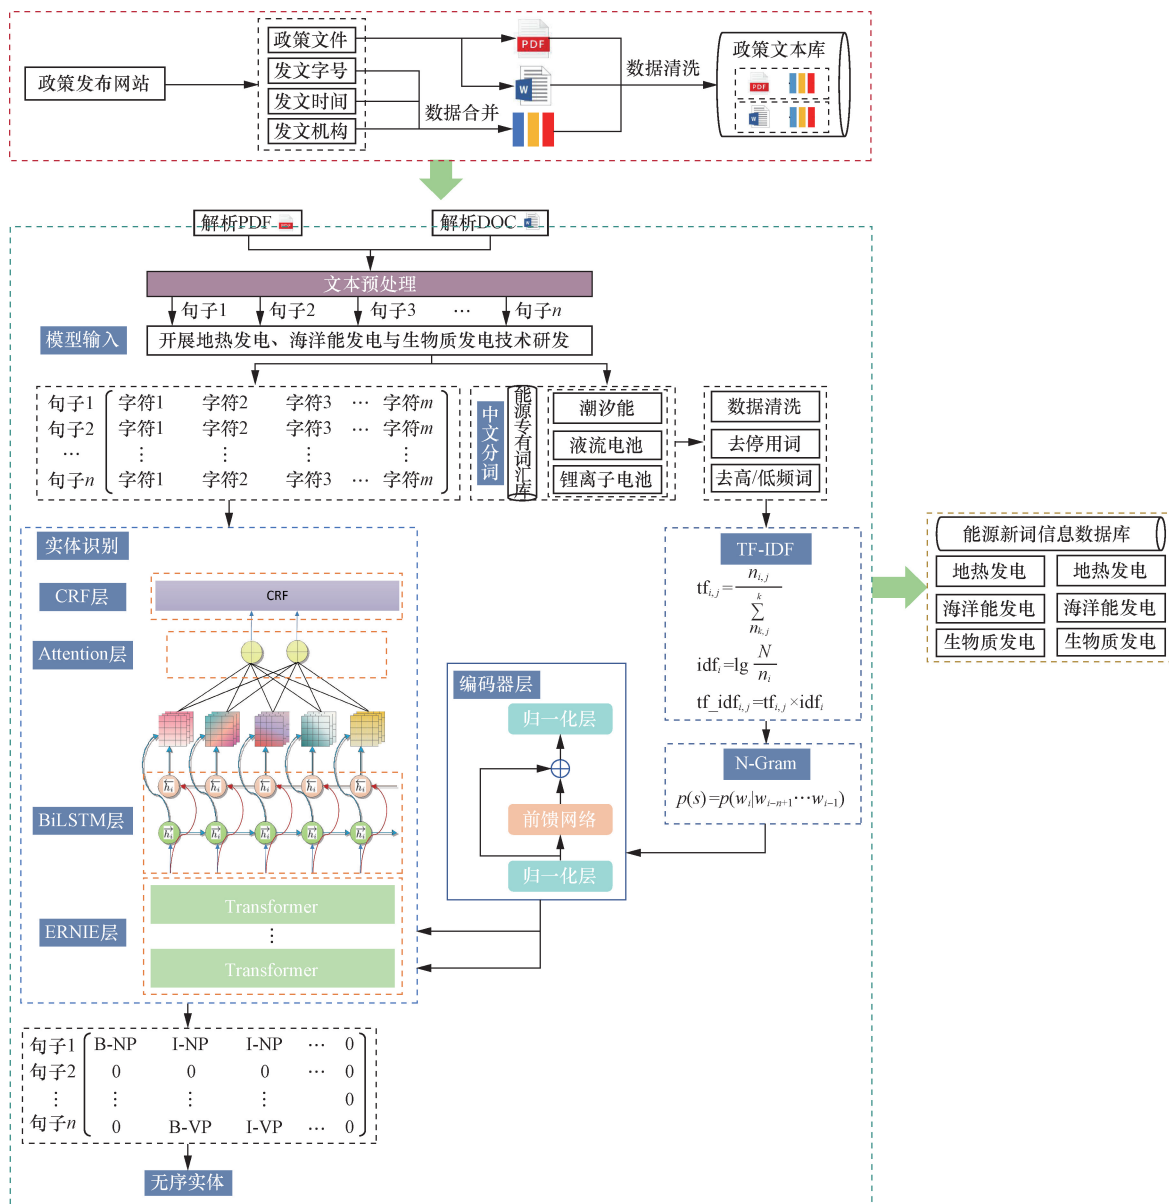 政策发布网站
政策文件
发文字号
发文时间
发文机构
数据合并
PDF
W
数据清洗
政策文本库
PDF
W
解析PDF
解析DOC
文本预处理
句子1 句子2 句子3 … 句子n
模型输入
开展地热发电、海洋能发电与生物质发电技术研发
句子1 字符1 字符2 字符3 … 字符m
句子2 字符1 字符2 字符3 … 字符m
… ⋮ ⋮ ⋮ ⋮
句子n 字符1 字符2 字符3 … 字符m
中文分词
能源专有词汇库
潮汐能
液流电池
锂离子电池
数据清洗
去停用词
去高/低频词
实体识别
CRF层
CRF
Attention层
BiLSTM层
ERNIE层
Transformer
⋮
Transformer
编码器层
归一化层
前馈网络
归一化层
TF-IDF
tf_{i,j}=n_{i,j}/∑^{k}_{n_{k,j}}
idf_i=lg N/n_i
tf_idf_{i,j}=tf_{i,j}×idf_i
N-Gram
p(s)=p(w_i|w_{i-n+1}…w_{i-1})
能源新词信息数据库
地热发电 地热发电
海洋能发电 海洋能发电
生物质发电 生物质发电
句子1 B-NP I-NP I-NP … 0
句子2 0 0 0 … 0
⋮ ⋮ ⋮ ⋮ 0
句子n 0 B-VP I-VP … 0
无序实体